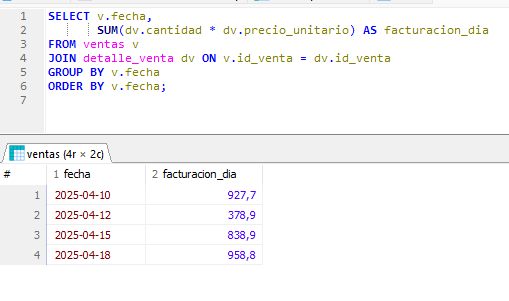 1 SELECT v.fecha,
2 SUM(dv.cantidad * dv.precio_unitario) AS facturacion_dia
3 FROM ventas v
4 JOIN detalle_venta dv ON v.id_venta = dv.id_venta
5 GROUP BY v.fecha
6 ORDER BY v.fecha;
7
ventas (4r × 2c)
# 1 fecha 2 facturacion_dia
1 2025-04-10 927,7
2 2025-04-12 378,9
3 2025-04-15 838,9
4 2025-04-18 958,8